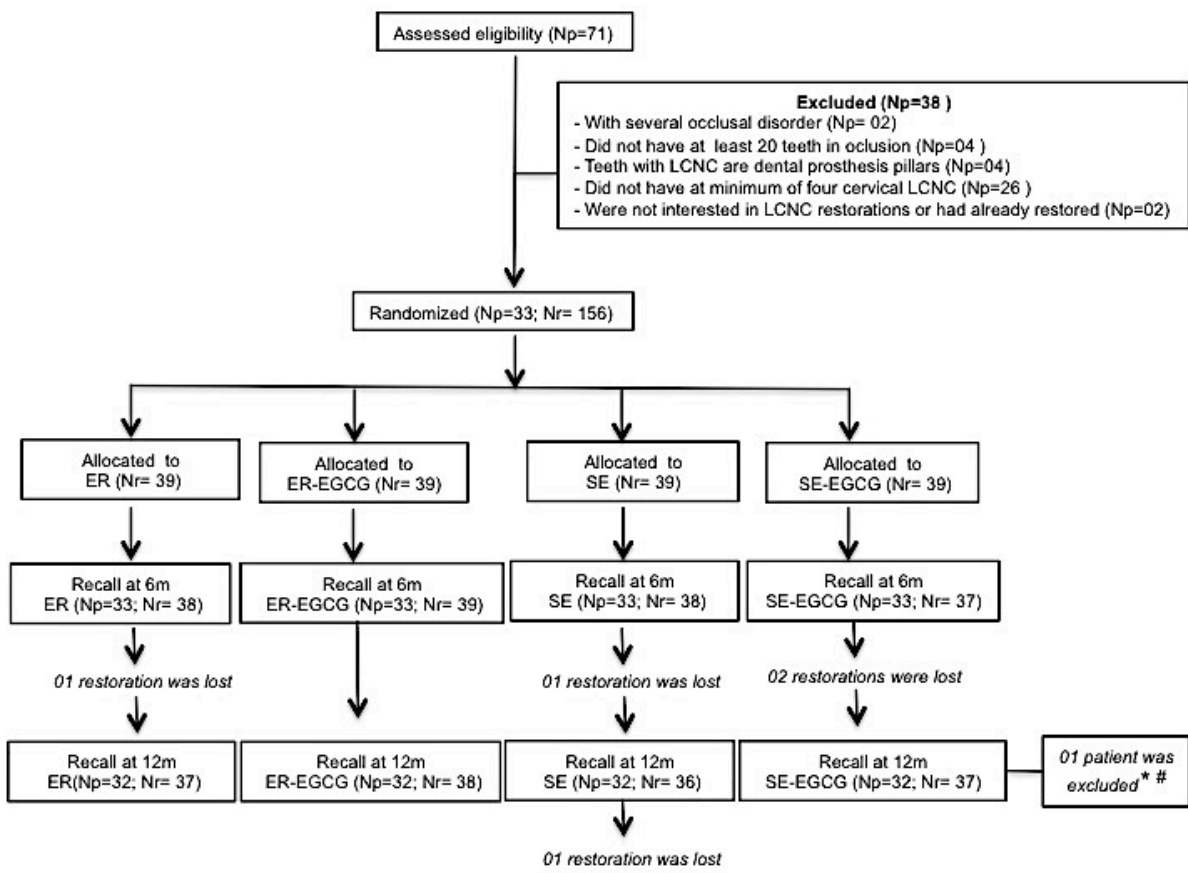 Assessed eligibility (Np=71)
Excluded (Np=38 )
- With several occlusal disorder (Np= 02)
- Did not have at least 20 teeth in oclusion (Np=04 )
- Teeth with LCNC are dental prosthesis pillars (Np=04)
- Did not have at minimum of four cervical LCNC (Np=26 )
- Were not interested in LCNC restorations or had already restored (Np=02)
Randomized (Np=33; Nr= 156)
Allocated to
ER (Nr= 39)
Allocated to
ER-EGCG (Nr= 39)
Allocated to
SE (Nr= 39)
Allocated to
SE-EGCG (Nr= 39)
Recall at 6m
ER (Np=33; Nr= 38)
Recall at 6m
ER-EGCG (Np=33; Nr= 39)
Recall at 6m
SE (Np=33; Nr= 38)
Recall at 6m
SE-EGCG (Np=33; Nr= 37)
01 restoration was lost
01 restoration was lost
02 restorations were lost
Recall at 12m
ER(Np=32; Nr= 37)
Recall at 12m
ER-EGCG (Np=32; Nr= 38)
Recall at 12m
SE (Np=32; Nr= 36)
Recall at 12m
SE-EGCG (Np=32; Nr= 37)
01 patient was
excluded* #
01 restoration was lost